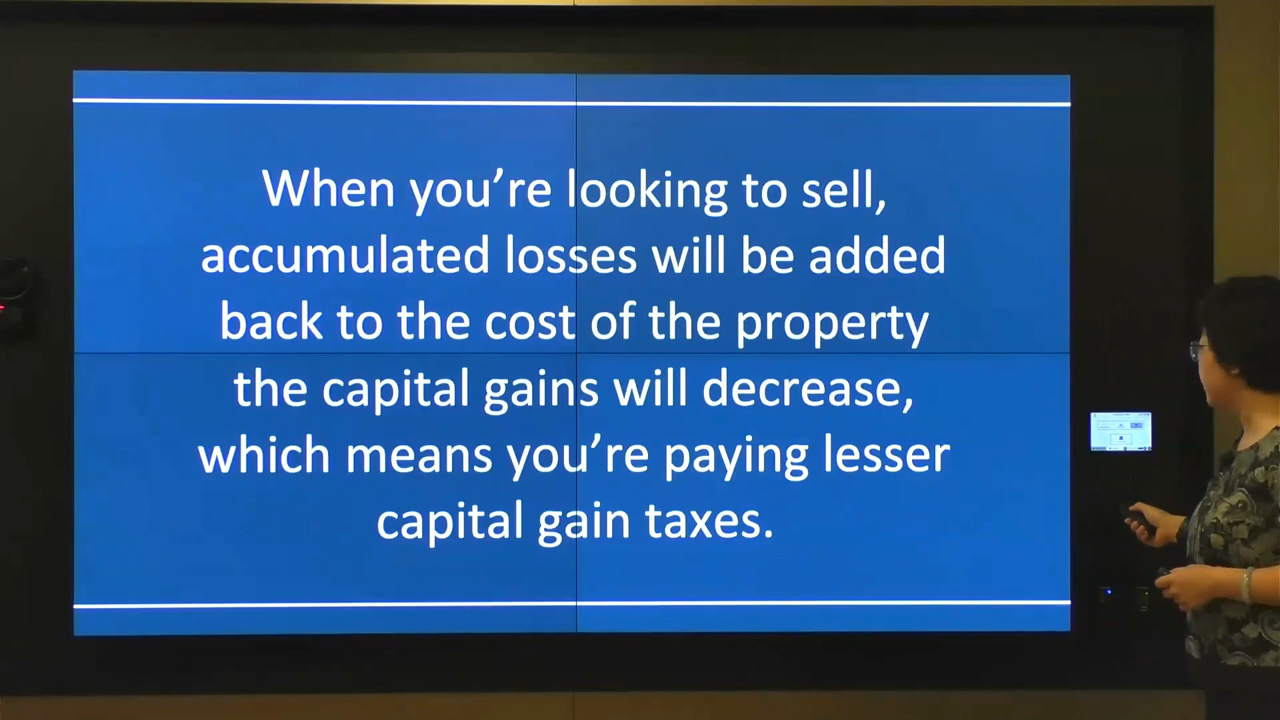 When you’re looking to sell,
accumulated losses will be added
back to the cost of the property
the capital gains will decrease,
which means you’re paying lesser
capital gain taxes.